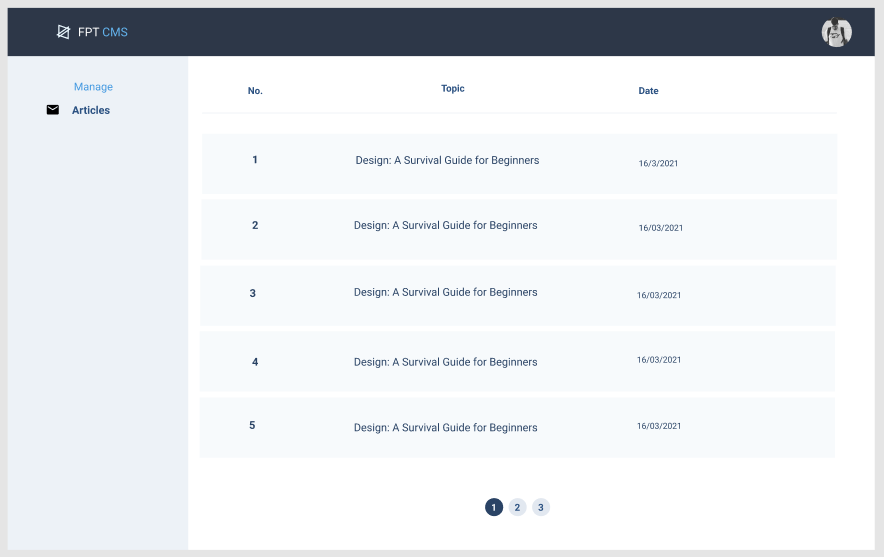 FPT CMS
Manage
Articles
No. Topic Date
1 Design: A Survival Guide for Beginners 16/3/2021
2 Design: A Survival Guide for Beginners 16/03/2021
3 Design: A Survival Guide for Beginners 16/03/2021
4 Design: A Survival Guide for Beginners 16/03/2021
5 Design: A Survival Guide for Beginners 16/03/2021
1 2 3